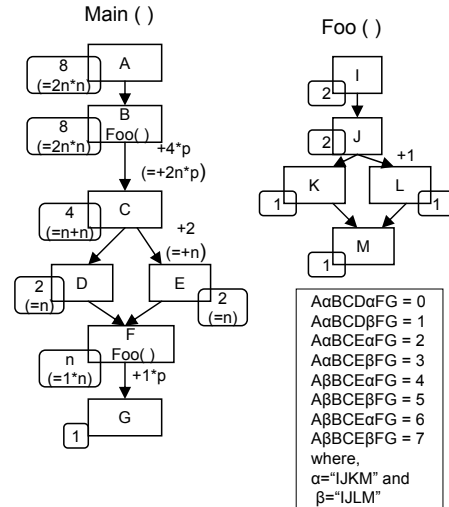 Main ( )
8
(=2n*n)
A
8
(=2n*n)
B
Foo( )
+4*p
(=+2n*p)
4
(=n+n)
C
+2
(=+n)
2
(=n)
D
E
2
(=n)
n
(=1*n)
F
Foo( )
+1*p
1
G
Foo ( )
2
I
2
J
+1
1
K
L
1
1
M
AαBCDαFG = 0
AαBCDβFG = 1
AαBCEαFG = 2
AαBCEβFG = 3
AβBCEαFG = 4
AβBCEβFG = 5
AβBCEαFG = 6
AβBCEβFG = 7
where,
α="IJKM" and
β="IJLM"